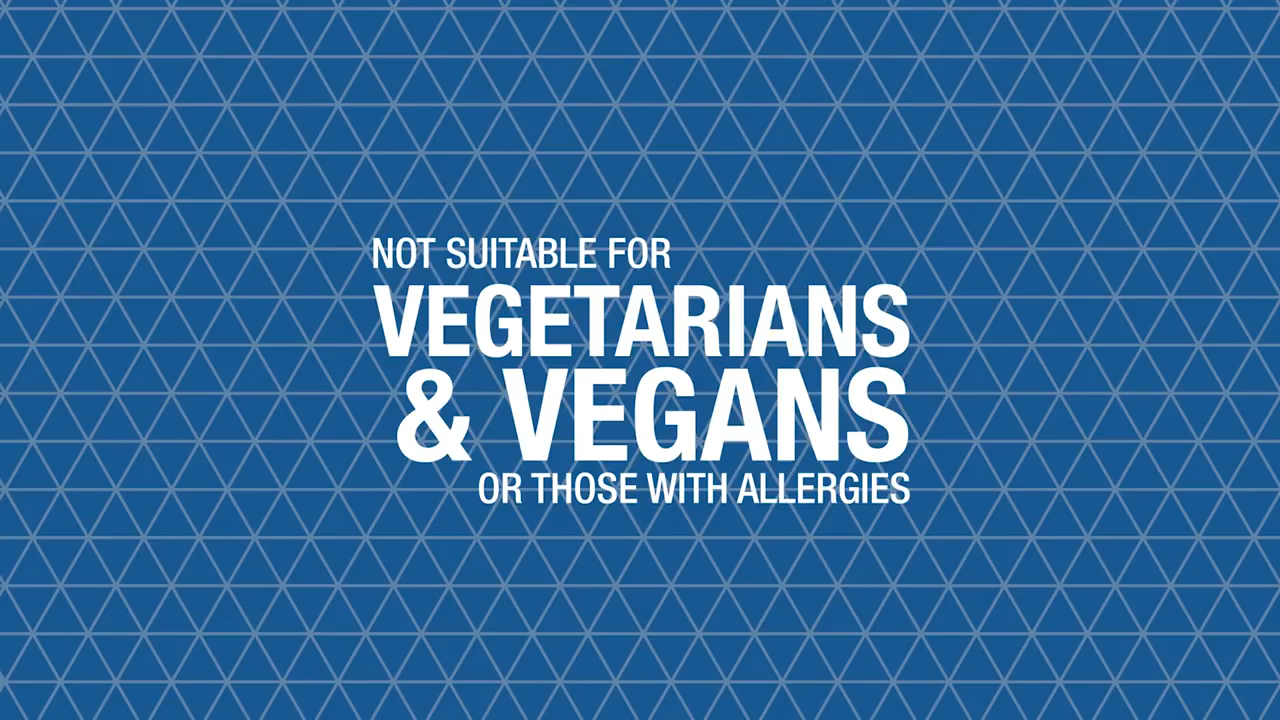 NOT SUITABLE FOR
VEGETARIANS
& VEGANS
OR THOSE WITH ALLERGIES